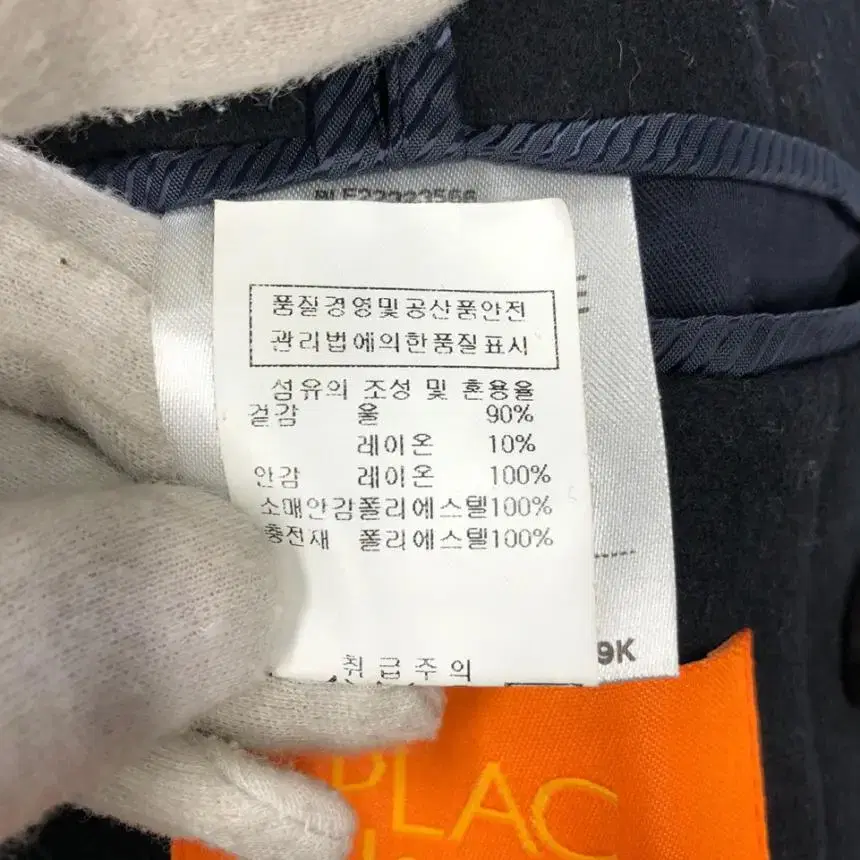 품질경영및공산품안전
관리법에의한품질표시
섬유의 조성 및 혼용율
겉감 울 90%
레이온 10%
안감 레이온 100%
소매안감폴리에스텔100%
충전재 폴리에스텔100%
취급주의
9K
PLAC